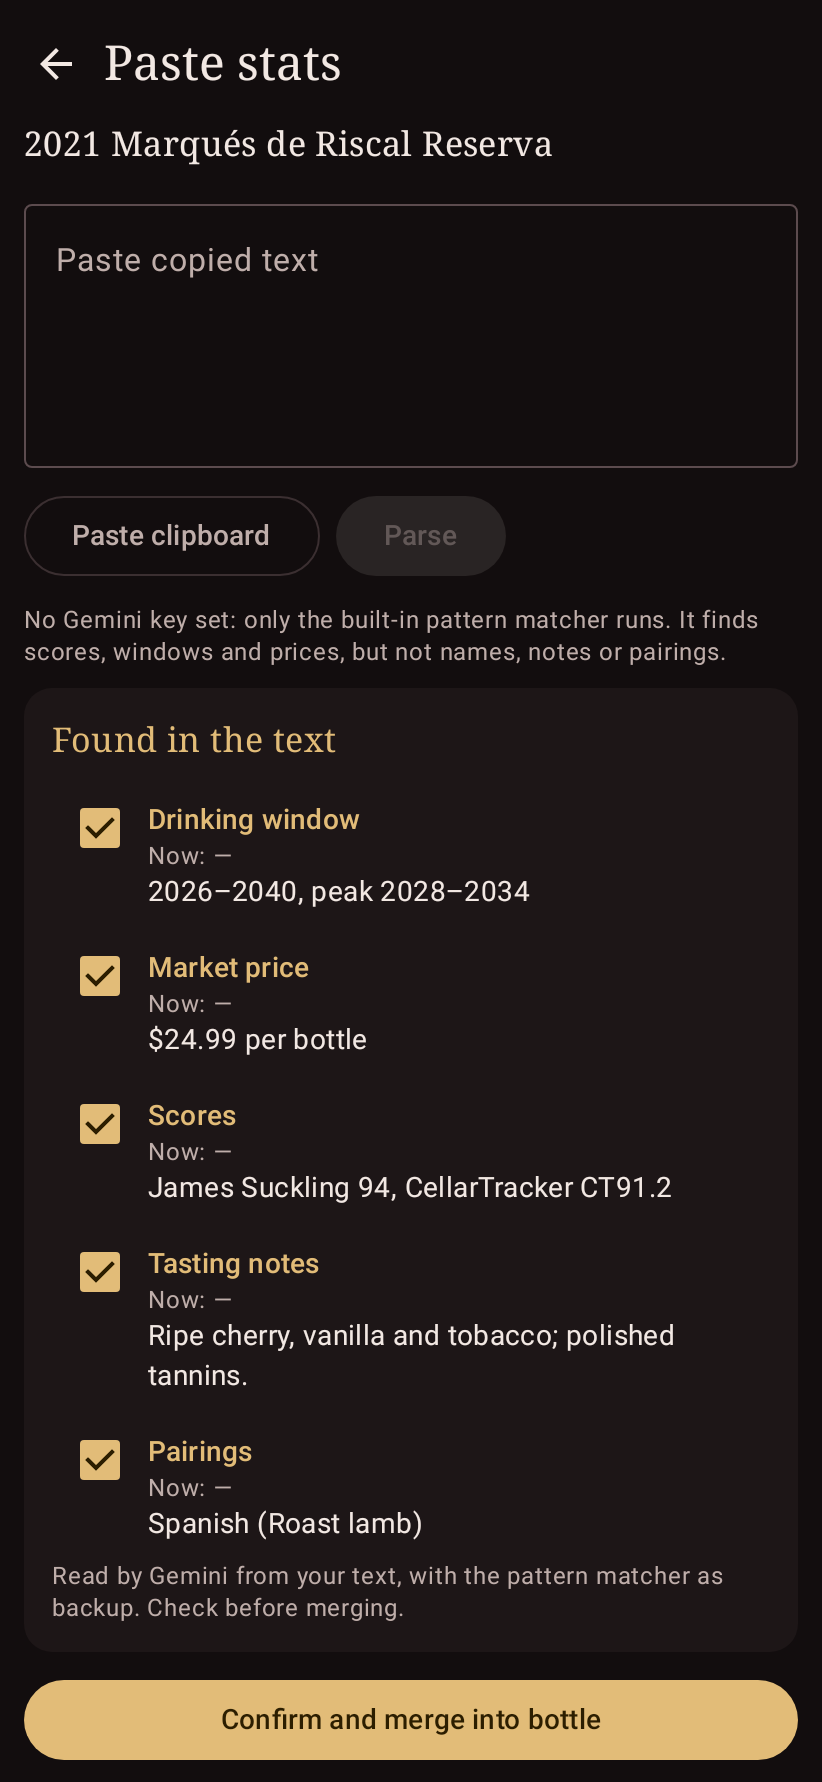 Paste stats
2021 Marqués de Riscal Reserva
Paste copied text
Paste clipboard
Parse
No Gemini key set: only the built-in pattern matcher runs. It finds
scores, windows and prices, but not names, notes or pairings.
Found in the text
Drinking window
Now: —
2026–2040, peak 2028–2034
Market price
Now: —
$24.99 per bottle
Scores
Now: —
James Suckling 94, CellarTracker CT91.2
Tasting notes
Now: —
Ripe cherry, vanilla and tobacco; polished
tannins.
Pairings
Now: —
Spanish (Roast lamb)
Read by Gemini from your text, with the pattern matcher as
backup. Check before merging.
Confirm and merge into bottle